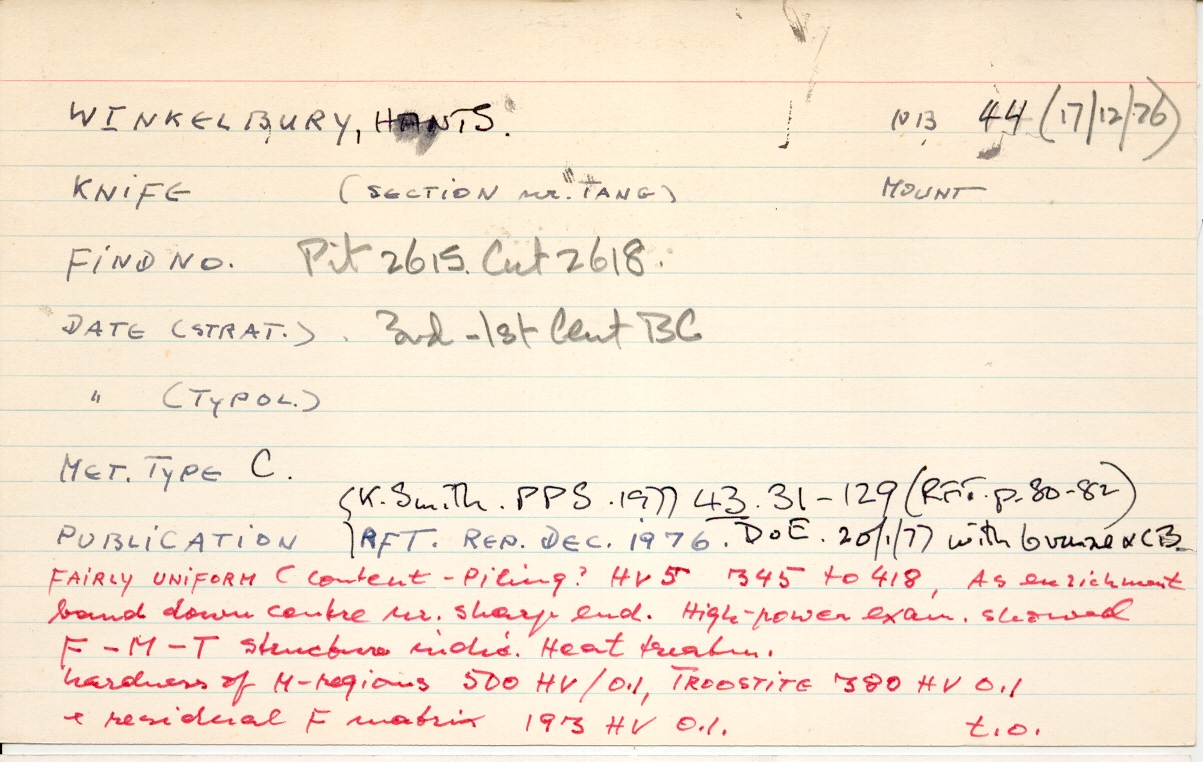 WINKELBURY, HANTS. NB 44 (17/12/76)
KNIFE (SECTION nr. TANG) MOUNT
FIND NO. Pit 2615. Cut 2618.
DATE (STRAT.) . 3rd - 1st Cent BC
" (TYPOL.)
MET. TYPE C.
(K. Smith. PPS. 1977 43. 31-129 (RFT. p. 80-82)
PUBLICATION RFT. REP. DEC. 1976. DoE. 20/1/77 with bronze & CB
FAIRLY UNIFORM C content - Piling? HV5 345 to 418, As enrichment
band down centre nr. sharp end. High-power exam. showed
F-M-T structure indic. Heat treatm.
hardness of M-regions 500 HV/0.1, TROOSTITE 380 HV 0.1
+ residual F matrix 193 HV 0.1. t.o.